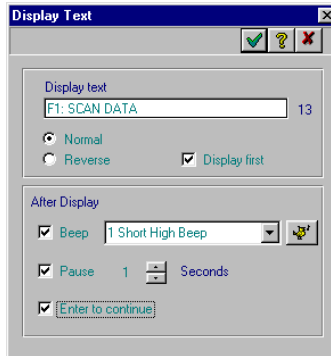 Display Text
Display text
F1: SCAN DATA 13
Normal
Reverse Display first
After Display
Beep 1 Short High Beep
Pause 1 Seconds
Enter to continue